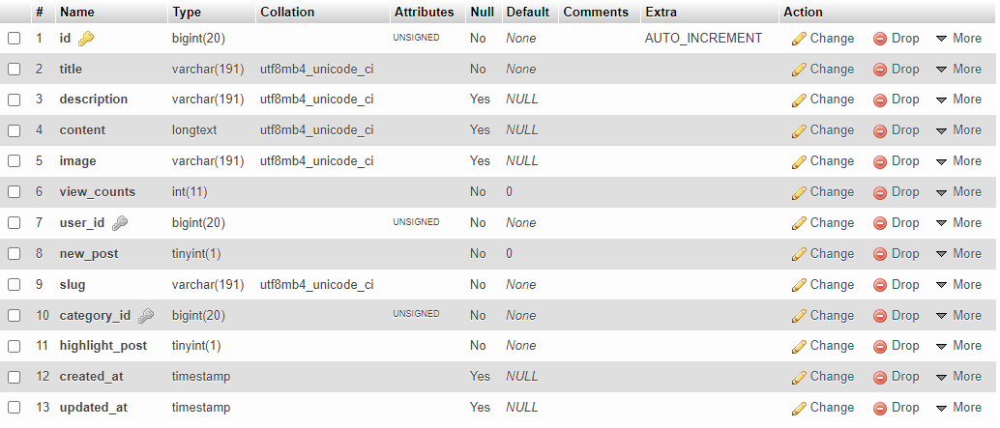 # Name Type Collation Attributes Null Default Comments Extra Action
1 id bigint(20) UNSIGNED No None AUTO_INCREMENT Change Drop More
2 title varchar(191) utf8mb4_unicode_ci No None Change Drop More
3 description varchar(191) utf8mb4_unicode_ci Yes NULL Change Drop More
4 content longtext utf8mb4_unicode_ci Yes NULL Change Drop More
5 image varchar(191) utf8mb4_unicode_ci Yes NULL Change Drop More
6 view_counts int(11) No 0 Change Drop More
7 user_id bigint(20) UNSIGNED No None Change Drop More
8 new_post tinyint(1) No 0 Change Drop More
9 slug varchar(191) utf8mb4_unicode_ci No None Change Drop More
10 category_id bigint(20) UNSIGNED No None Change Drop More
11 highlight_post tinyint(1) No None Change Drop More
12 created_at timestamp Yes NULL Change Drop More
13 updated_at timestamp Yes NULL Change Drop More